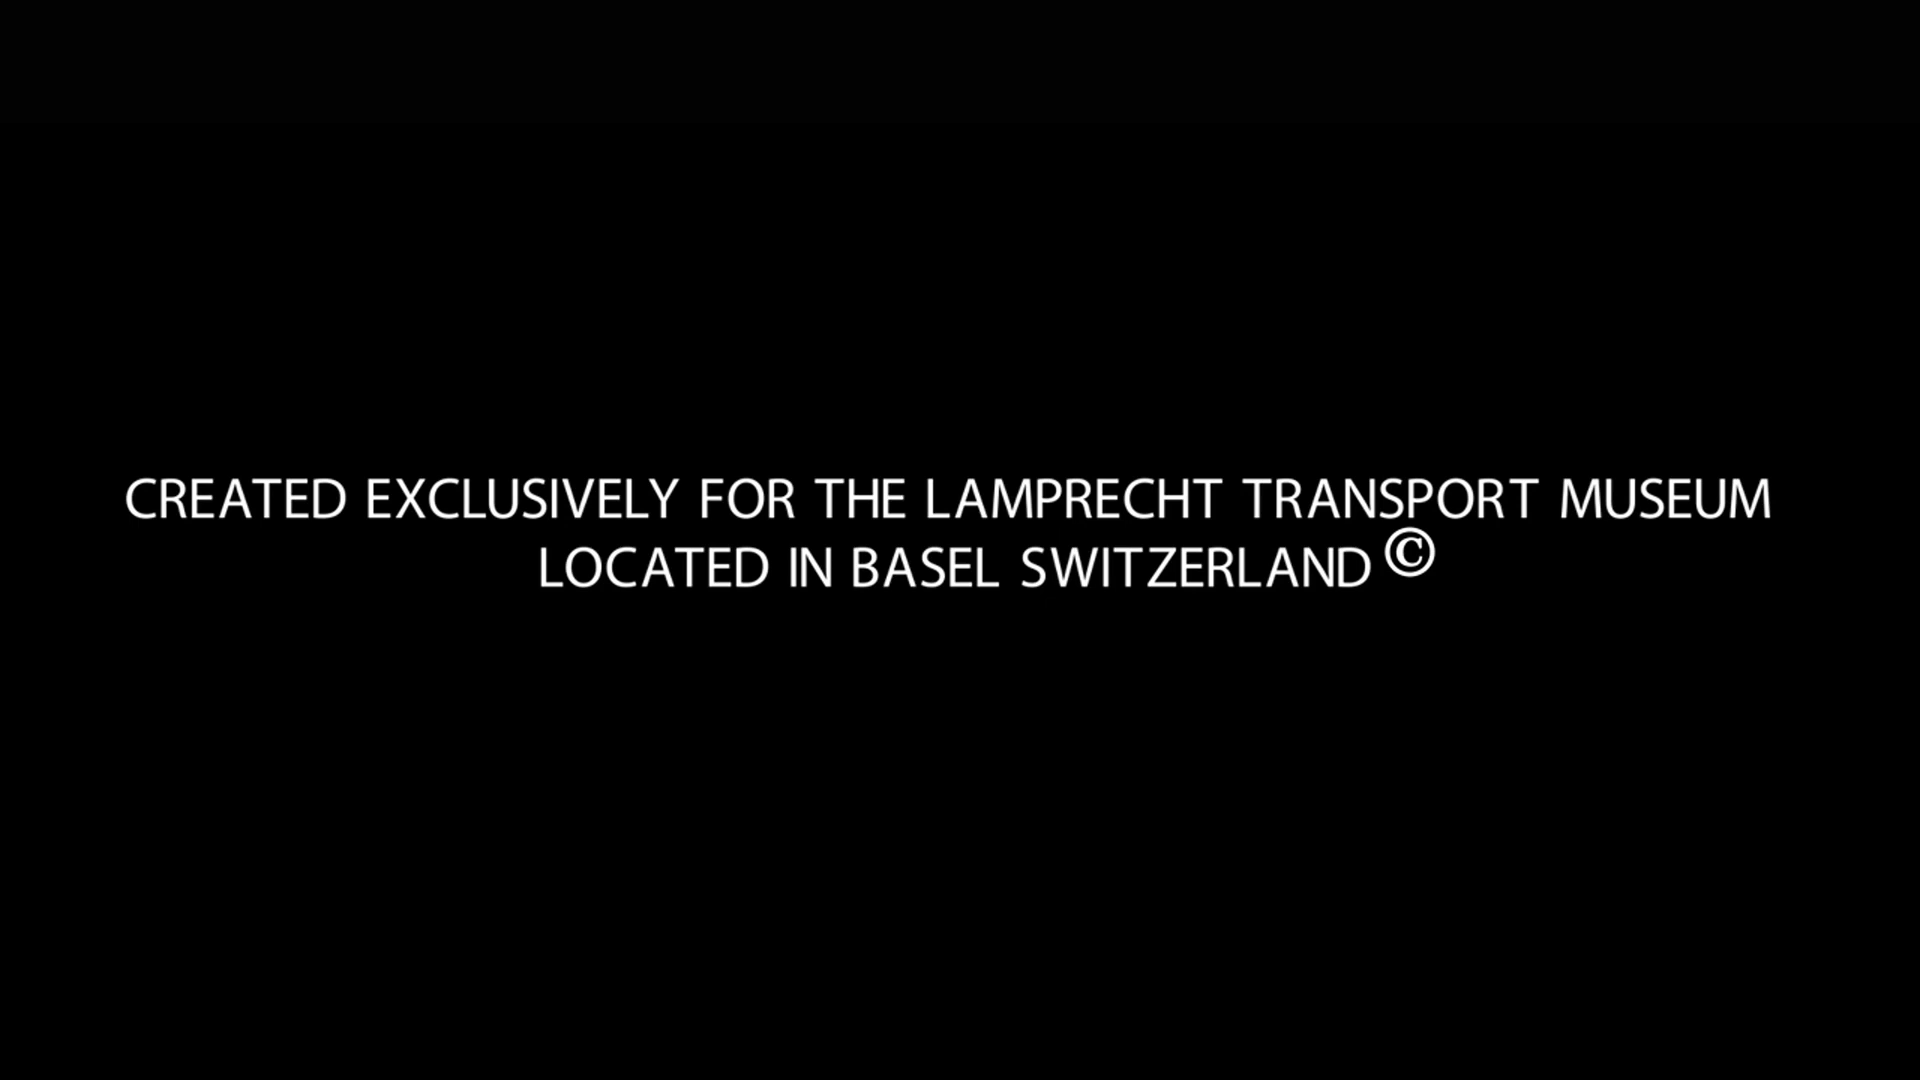 CREATED EXCLUSIVELY FOR THE LAMPRECHT TRANSPORT MUSEUM
LOCATED IN BASEL SWITZERLAND ©